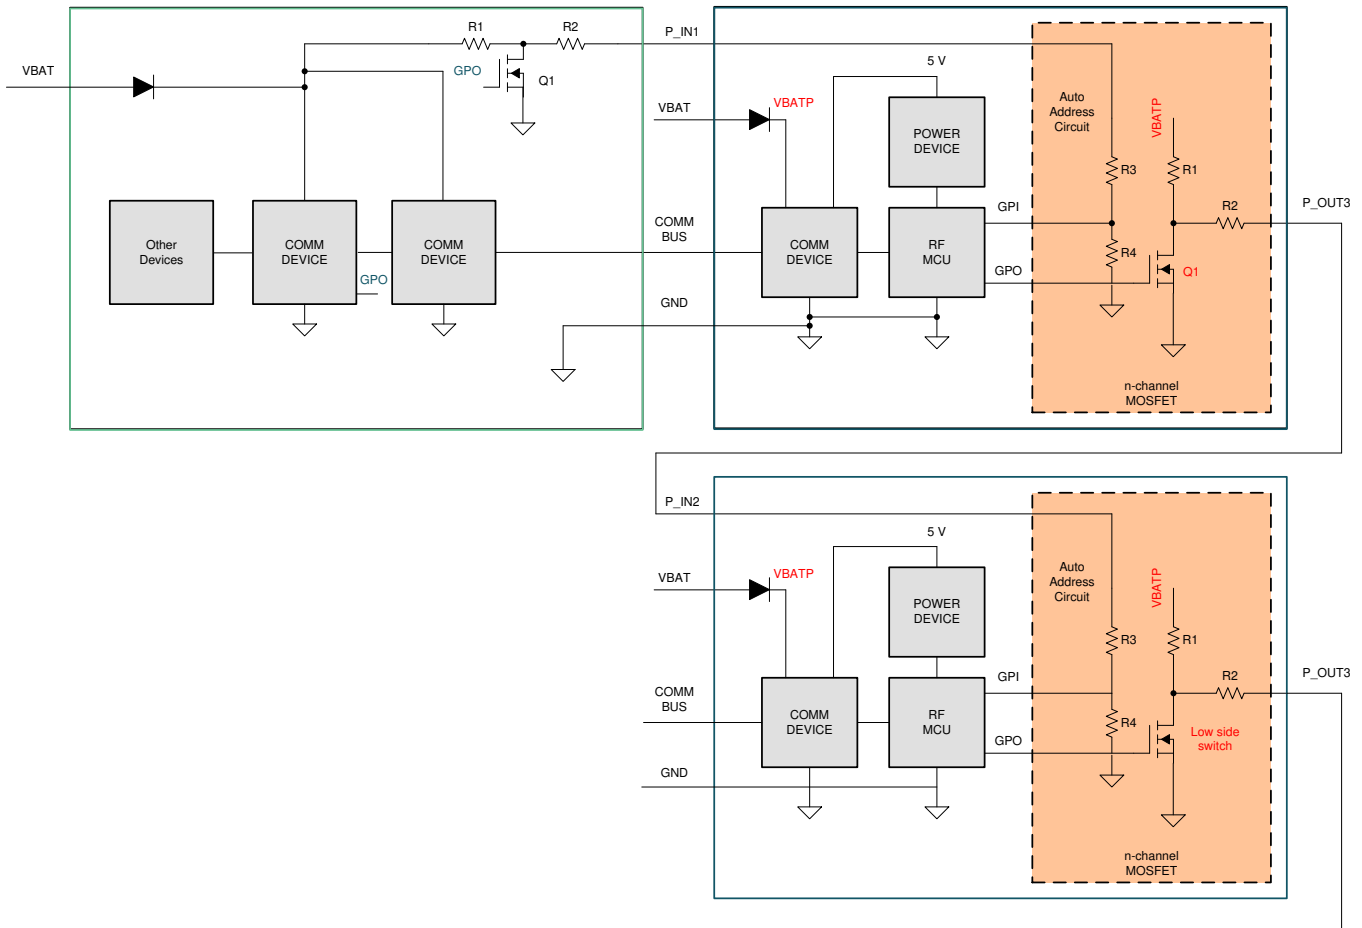 R1
R2
P_IN1
VBAT
GPO
Q1
Other
Devices
COMM
DEVICE
COMM
DEVICE
GPO
5 V
VBAT
VBATP
POWER
DEVICE
Auto
Address
Circuit
VBATP
R3
R1
COMM
BUS
COMM
DEVICE
RF
MCU
GPI
GPO
R4
R2
Q1
P_OUT3
GND
n-channel
MOSFET
P_IN2
5 V
VBAT
VBATP
POWER
DEVICE
Auto
Address
Circuit
VBATP
R3
R1
COMM
BUS
COMM
DEVICE
RF
MCU
GPI
GPO
R4
R2
Low side
switch
P_OUT3
GND
n-channel
MOSFET